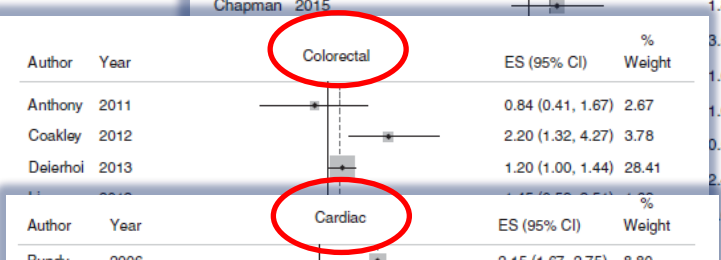 Chapman 2015
Colorectal
Author Year ES (95% CI) % Weight
Anthony 2011 0.84 (0.41, 1.67) 2.67
Coakley 2012 2.20 (1.32, 4.27) 3.78
Deierhoi 2013 1.20 (1.00, 1.44) 28.41
Cardiac
Author Year ES (95% CI) % Weight